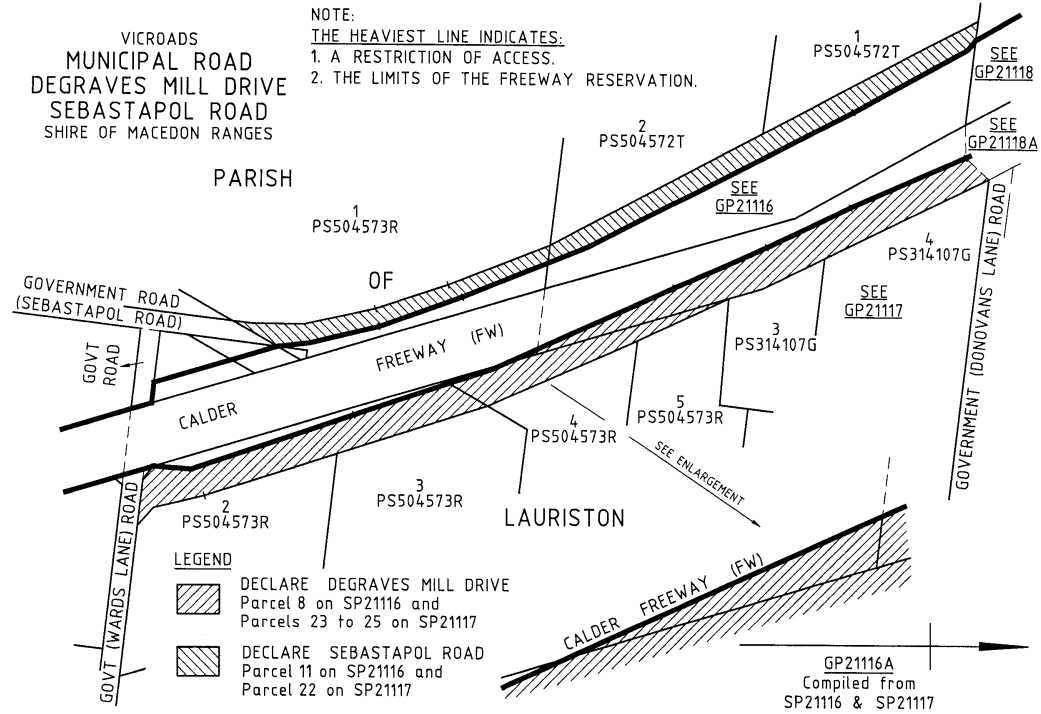 VICROADS
MUNICIPAL ROAD
DEGRAVES MILL DRIVE
SEBASTAPOL ROAD
SHIRE OF MACEDON RANGES
NOTE:
THE HEAVIEST LINE INDICATES:
1. A RESTRICTION OF ACCESS.
2. THE LIMITS OF THE FREEWAY RESERVATION.
1
PS504572T
SEE
GP21118
SEE
GP21118A
2
PS504572T
PARISH
SEE
GP21116
1
PS504573R
OF
4
PS314107G
GOVERNMENT ROAD
(SEBASTAPOL ROAD)
SEE
GP21117
GOVT
ROAD
FREEWAY (FW)
CALDER
3
PS314107G
GOVERNMENT (DONOVANS LANE) ROAD
5
PS504573R
4
PS504573R
SEE ENLARGEMENT
3
PS504573R
2
PS504573R
LAURISTON
GOVT (WARDS LANE) ROAD
LEGEND
DECLARE DEGRAVES MILL DRIVE
Parcel 8 on SP21116 and
Parcels 23 to 25 on SP21117
DECLARE SEBASTAPOL ROAD
Parcel 11 on SP21116 and
Parcel 22 on SP21117
CALDER FREEWAY (FW)
GP21116A
Compiled from
SP21116 & SP21117